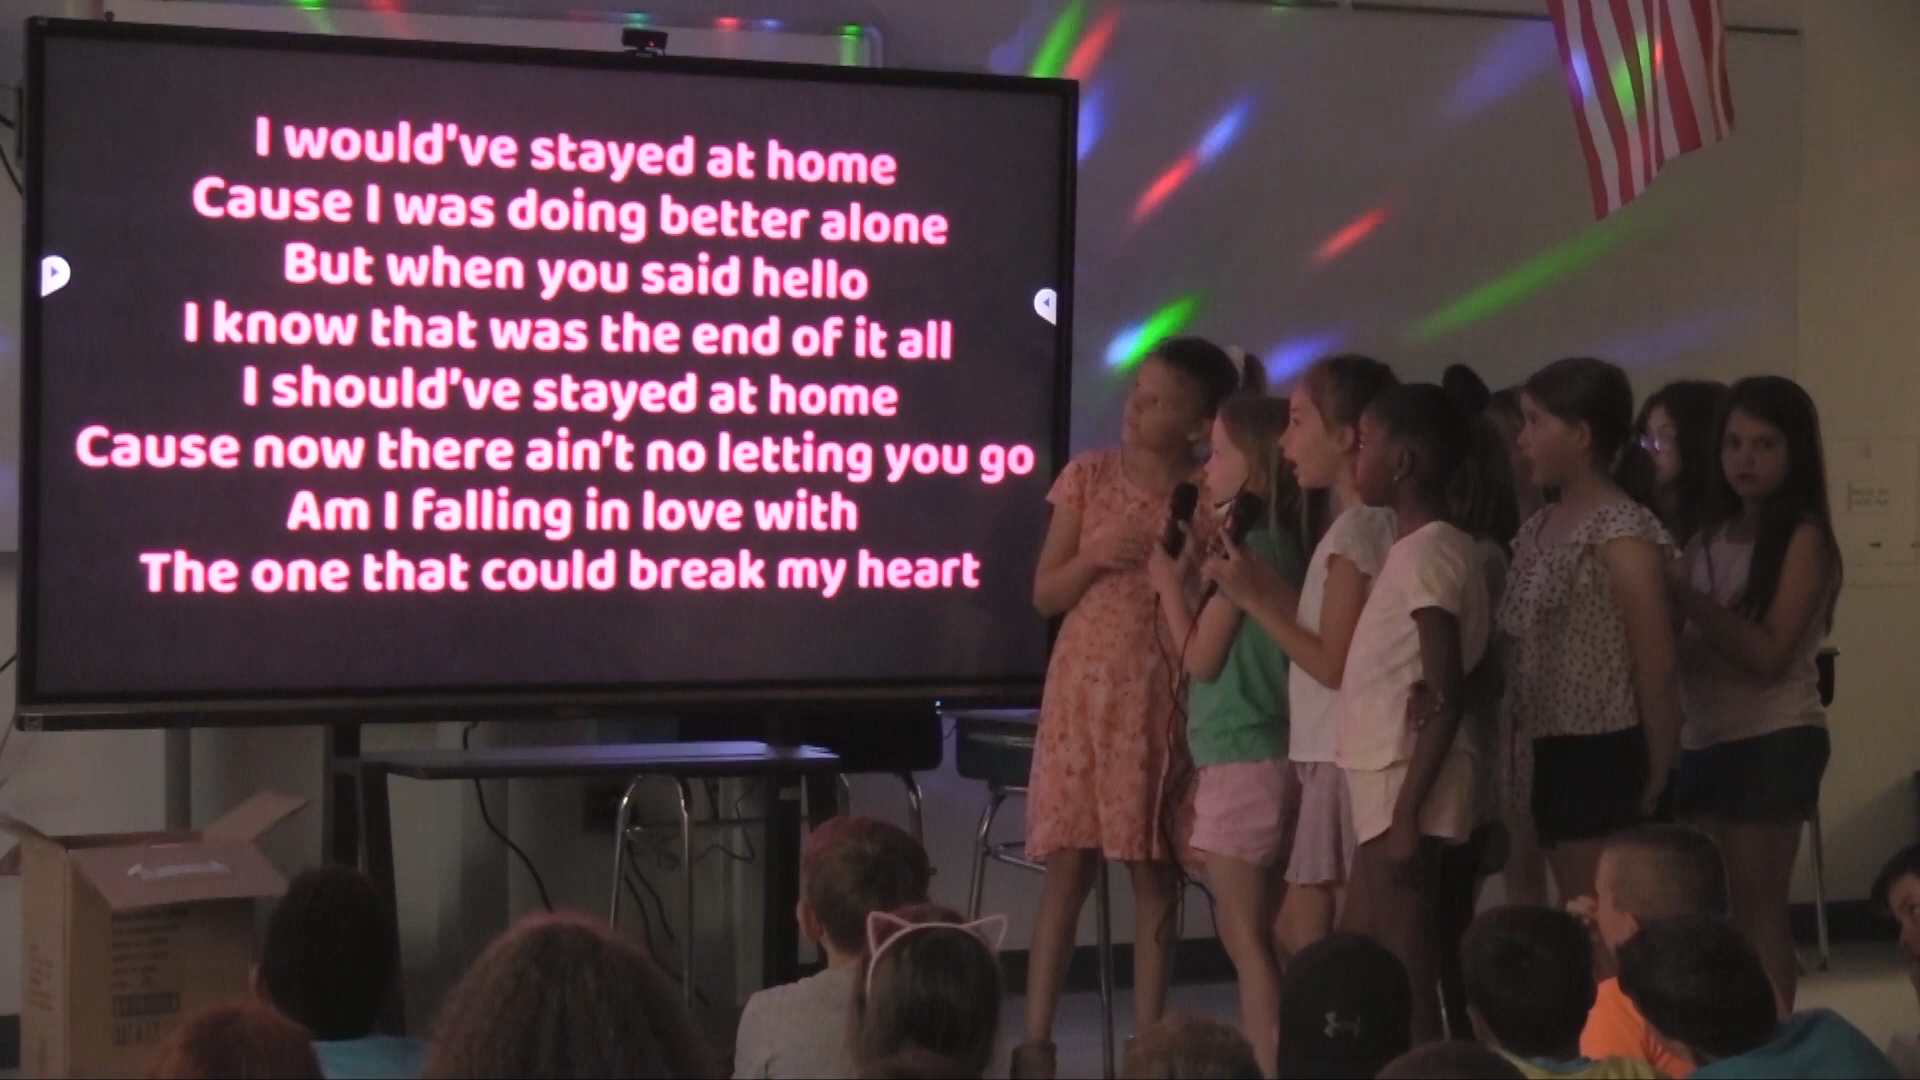 I would've stayed at home
Cause I was doing better alone
But when you said hello
I know that was the end of it all
I should've stayed at home
Cause now there ain't no letting you go
Am I falling in love with
The one that could break my heart